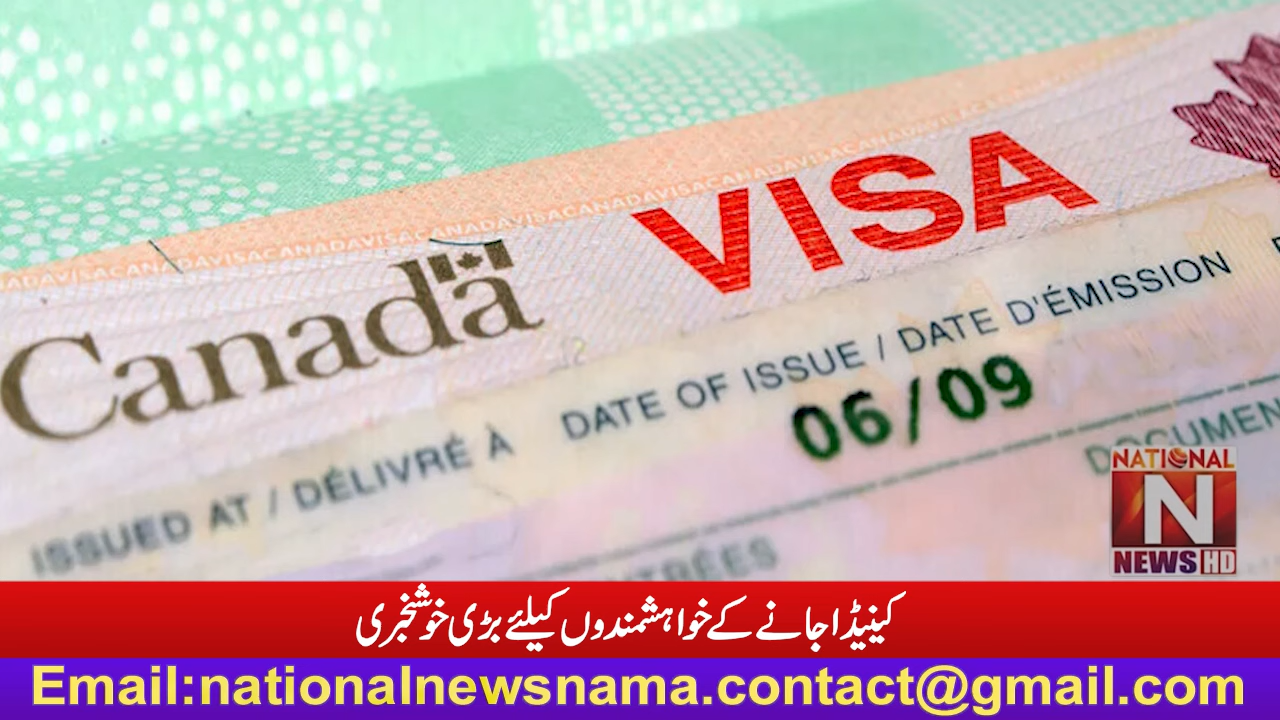 CANADAVISACANADAVISACANADAVISACANADA
Canada
VISA
ISSUED AT / DÉLIVRÉ À
DATE OF ISSUE / DATE D'ÉMISSION
06/09
NATIONAL
N
NEWS HD
کینیڈا جانے کے خواہشمندوں کیلئے بڑی خوشخبری
Email:nationalnewsnama.contact@gmail.com